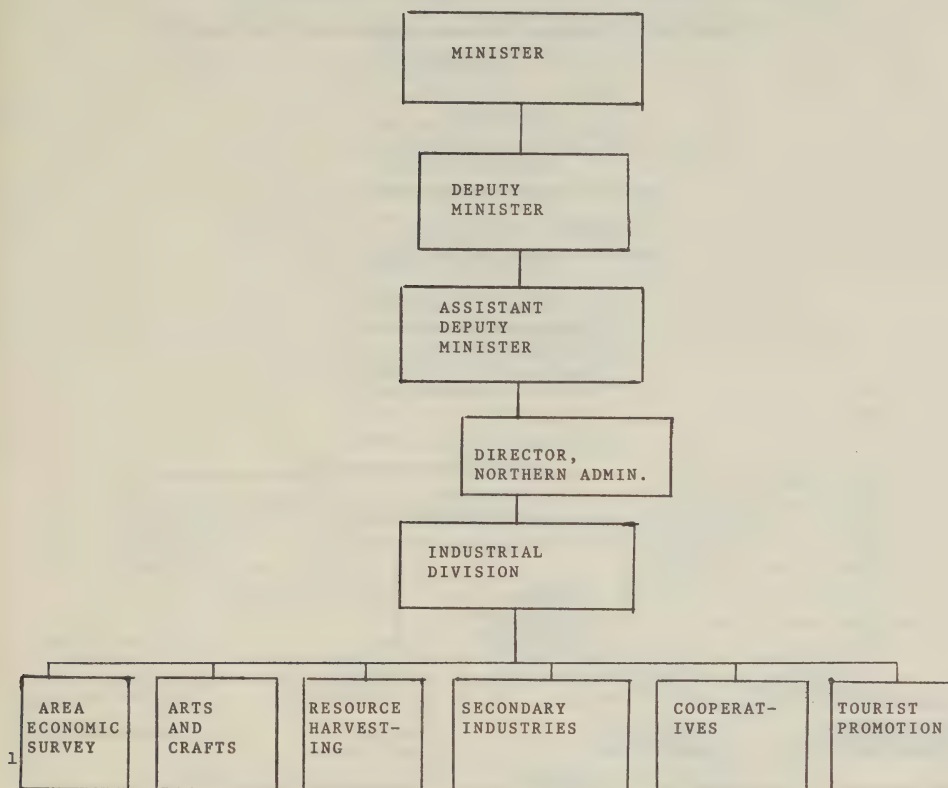 MINISTER
DEPUTY
MINISTER
ASSISTANT
DEPUTY
MINISTER
DIRECTOR,
NORTHERN ADMIN.
INDUSTRIAL
DIVISION
AREA
ECONOMIC
SURVEY
ARTS
AND
CRAFTS
RESOURCE
HARVEST-
ING
SECONDARY
INDUSTRIES
COOPERAT-
IVES
TOURIST
PROMOTION
1